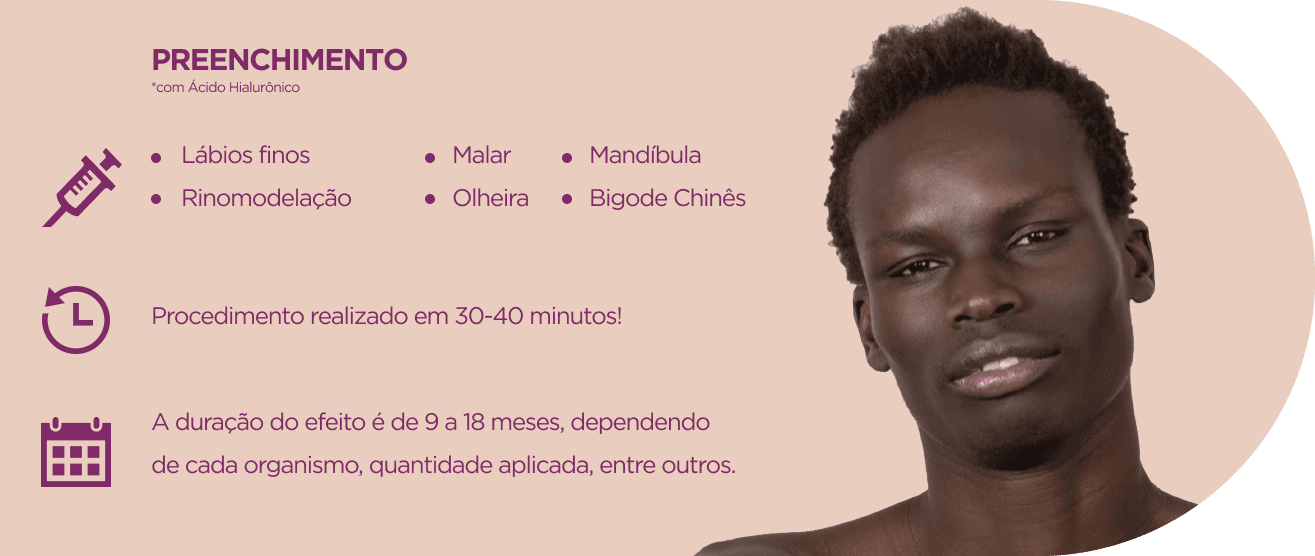 PREENCHIMENTO
*com Ácido Hialurônico
• Lábios finos • Malar • Mandíbula
• Rinomodelação • Olheira • Bigode Chinês
Procedimento realizado em 30-40 minutos!
A duração do efeito é de 9 a 18 meses, dependendo
de cada organismo, quantidade aplicada, entre outros.